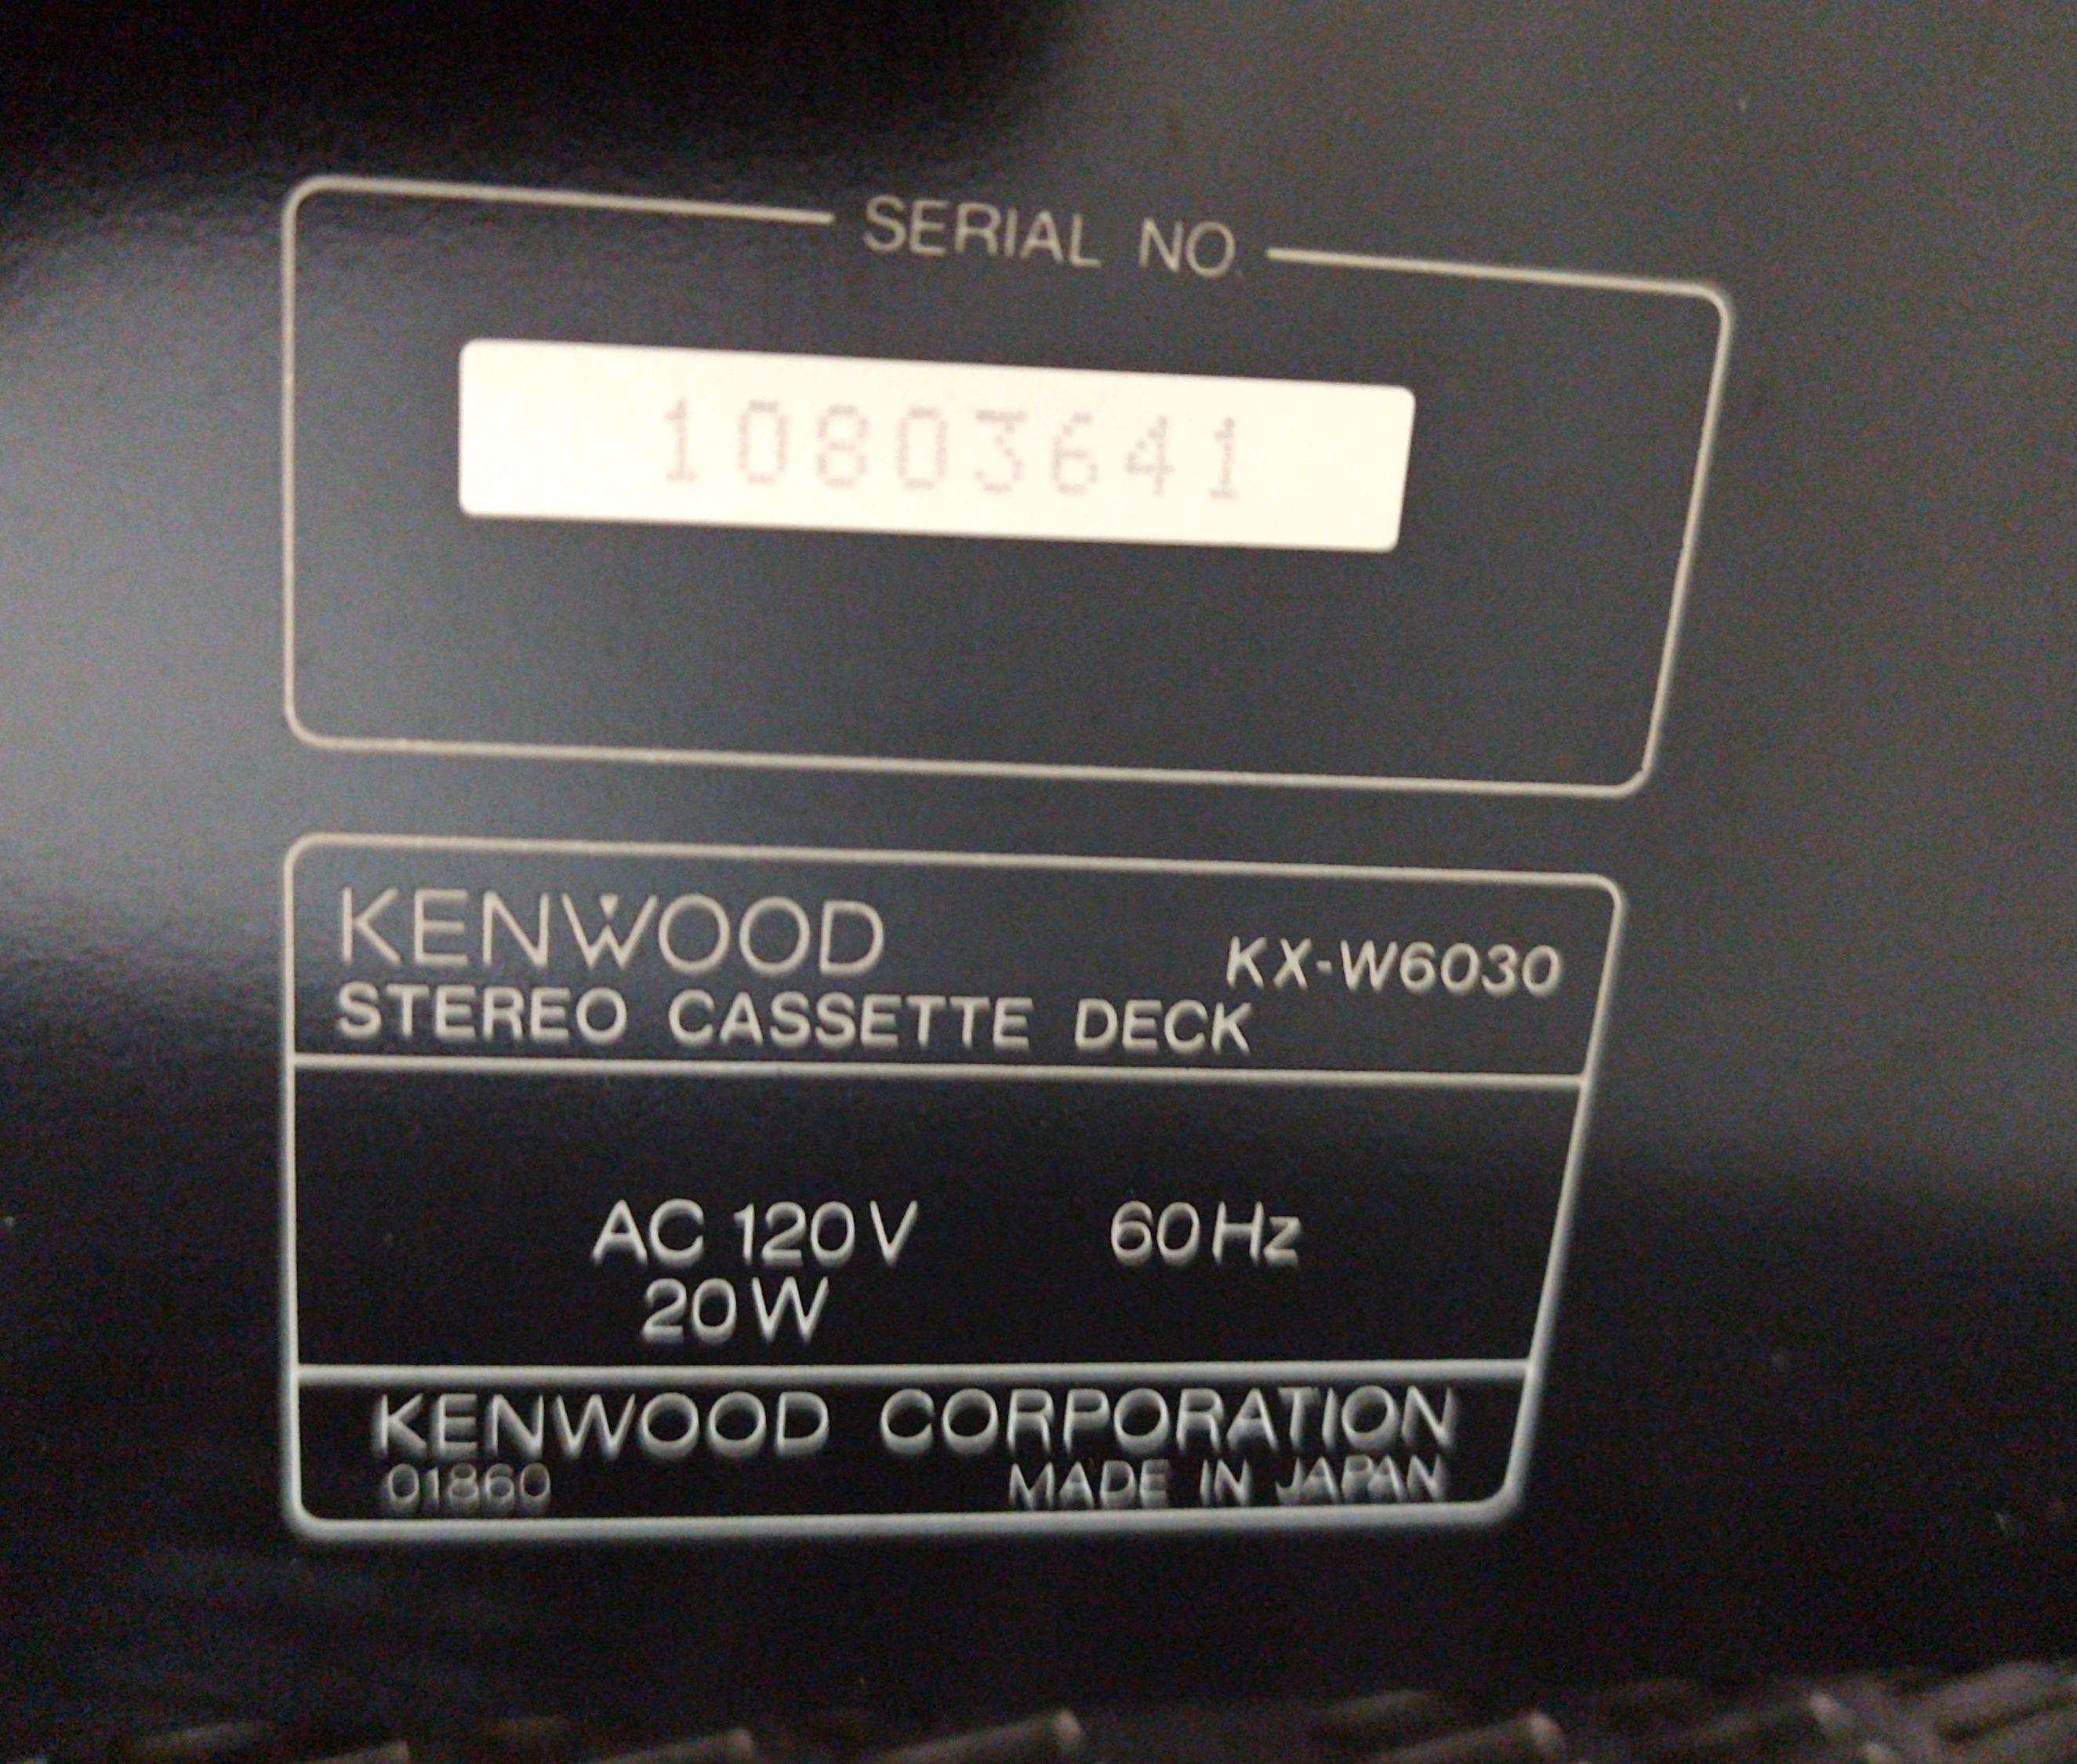 SERIAL NO.
10803641
KENWOOD
KX-W6030
STEREO CASSETTE DECK
AC 120V 60Hz
20W
KENWOOD CORPORATION
01860 MADE IN JAPAN